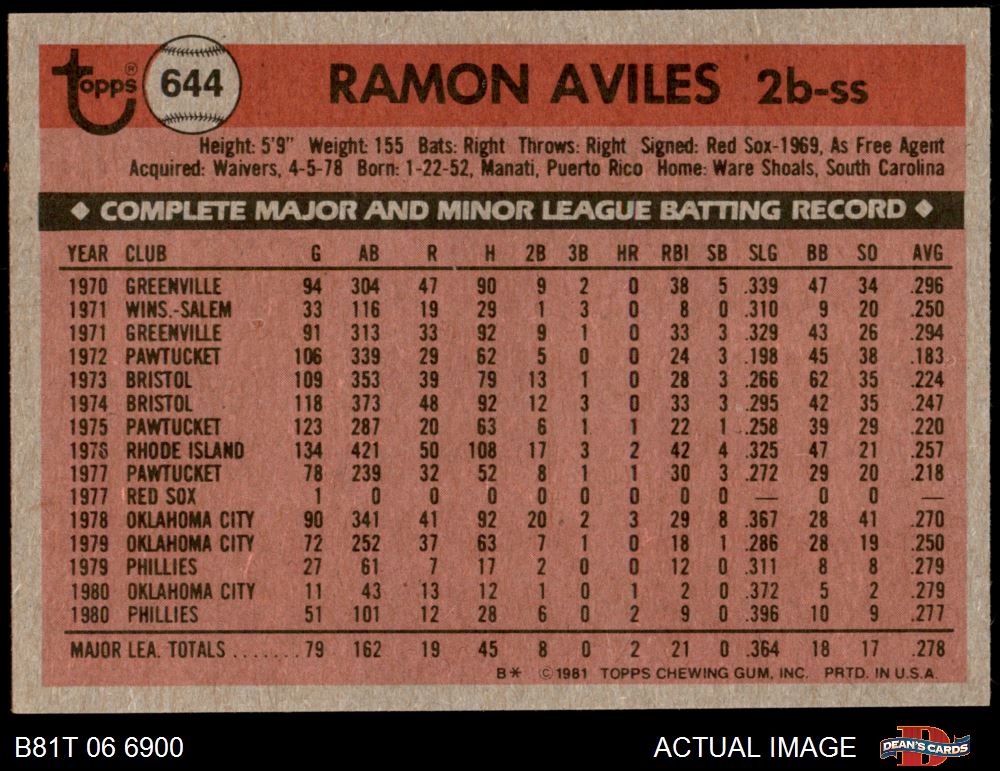 Topps® 644 RAMON AVILES 2b-ss
Height: 5'9" Weight: 155 Bats: Right Throws: Right Signed: Red Sox-1969, As Free Agent
Acquired: Waivers, 4-5-78 Born: 1-22-52, Manati, Puerto Rico Home: Ware Shoals, South Carolina
◆ COMPLETE MAJOR AND MINOR LEAGUE BATTING RECORD ◆
YEAR CLUB G AB R H 2B 3B HR RBI SB SLG BB SO AVG
1970 GREENVILLE 94 304 47 90 9 2 0 38 5 .339 47 34 .296
1971 WINS.-SALEM 33 116 19 29 1 3 0 8 0 .310 9 20 .250
1971 GREENVILLE 91 313 33 92 9 1 0 33 3 .329 43 26 .294
1972 PAWTUCKET 106 339 29 62 5 0 0 24 3 .198 45 38 .183
1973 BRISTOL 109 353 39 79 13 1 0 28 3 .266 62 35 .224
1974 BRISTOL 118 373 48 92 12 3 0 33 3 .295 42 35 .247
1975 PAWTUCKET 123 287 20 63 6 1 1 22 1 .258 39 29 .220
1976 RHODE ISLAND 134 421 50 108 17 3 2 42 4 .325 47 21 .257
1977 PAWTUCKET 78 239 32 52 8 1 1 30 3 .272 29 20 .218
1977 RED SOX 1 0 0 0 0 0 0 0 0 — 0 0 —
1978 OKLAHOMA CITY 90 341 41 92 20 2 3 29 8 .367 28 41 .270
1979 OKLAHOMA CITY 72 252 37 63 7 1 0 18 1 .286 28 19 .250
1979 PHILLIES 27 61 7 17 2 0 0 12 0 .311 8 8 .279
1980 OKLAHOMA CITY 11 43 13 12 1 0 1 2 0 .372 5 2 .279
1980 PHILLIES 51 101 12 28 6 0 2 9 0 .396 10 9 .277
MAJOR LEA. TOTALS .......79 162 19 45 8 0 2 21 0 .364 18 17 .278
B* ©1981 TOPPS CHEWING GUM, INC. PRTD. IN U.S.A.
B81T 06 6900 ACTUAL IMAGE DEAN'S CARDS